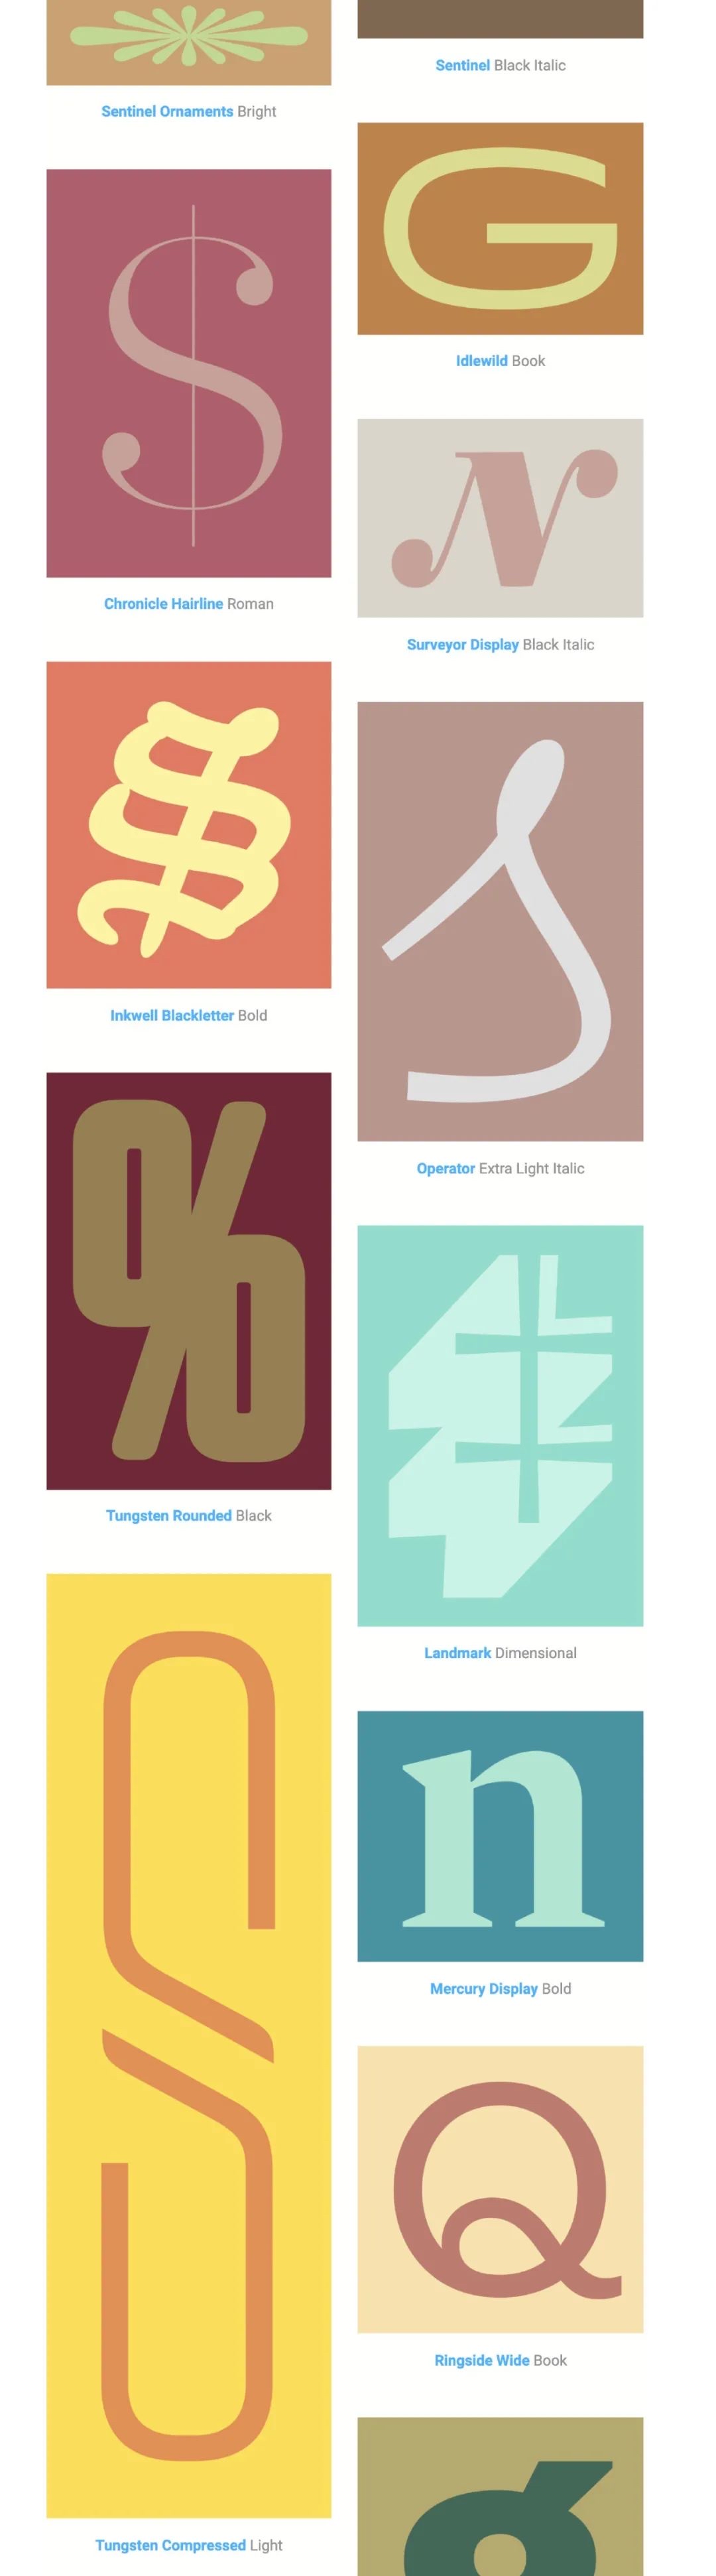 Sentinel Ornaments Bright
$
Chronicle Hairline Roman
$
Inkwell Blackletter Bold
%
Tungsten Rounded Black
§
Tungsten Compressed Light
Sentinel Black Italic
G
Idlewild Book
N
Surveyor Display Black Italic
s
Operator Extra Light Italic
‡
Landmark Dimensional
n
Mercury Display Bold
Q
Ringside Wide Book
g